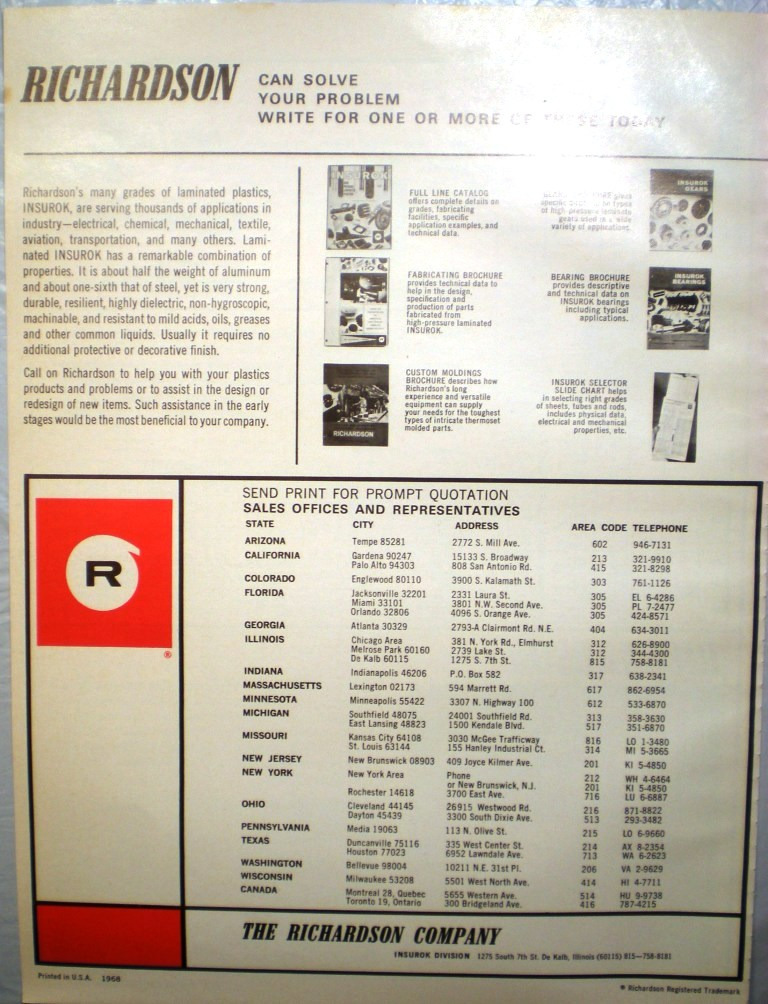 RICHARDSON CAN SOLVE
YOUR PROBLEM
WRITE FOR ONE OR MORE OF THESE TODAY
Richardson's many grades of laminated plastics,
INSUROK, are serving thousands of applications in
industry—electrical, chemical, mechanical, textile,
aviation, transportation, and many others. Lami-
nated INSUROK has a remarkable combination of
properties. It is about half the weight of aluminum
and about one-sixth that of steel, yet is very strong,
durable, resilient, highly dielectric, non-hygroscopic,
machinable, and resistant to mild acids, oils, greases
and other common liquids. Usually it requires no
additional protective or decorative finish.
Call on Richardson to help you with your plastics
products and problems or to assist in the design or
redesign of new items. Such assistance in the early
stages would be the most beneficial to your company.
INSUROK
FULL LINE CATALOG
offers complete details on
grades, fabricating
facilities, specific
application examples, and
technical data.
FABRICATING BROCHURE
provides technical data to
help in the design,
specification and
production of parts
fabricated from
high-pressure laminated
INSUROK.
RICHARDSON
CUSTOM MOLDINGS
BROCHURE describes how
Richardson's long
experience and versatile
equipment can supply
your needs for the toughest
types of intricate thermoset
molded parts.
gives
on types
of high-pressure laminate
gears used in a wide
variety of applications.
INSUROK
GEARS
BEARING BROCHURE
provides descriptive
and technical data on
INSUROK bearings
including typical
applications.
INSUROK
BEARINGS
INSUROK SELECTOR
SLIDE CHART helps
in selecting right grades
of sheets, tubes and rods,
includes physical data,
electrical and mechanical
properties, etc.
R
®
SEND PRINT FOR PROMPT QUOTATION
SALES OFFICES AND REPRESENTATIVES
STATE CITY ADDRESS AREA CODE TELEPHONE
ARIZONA Tempe 85281 2772 S. Mill Ave. 602 946-7131
CALIFORNIA Gardena 90247 15133 S. Broadway 213 321-9910
Palo Alto 94303 808 San Antonio Rd. 415 321-8298
COLORADO Englewood 80110 3900 S. Kalamath St. 303 761-1126
FLORIDA Jacksonville 32201 2331 Laura St. 305 EL 6-4286
Miami 33101 3801 N.W. Second Ave. 305 PL 7-2477
Orlando 32806 4096 S. Orange Ave. 305 424-8571
GEORGIA Atlanta 30329 2793-A Clairmont Rd. N.E. 404 634-3011
ILLINOIS Chicago Area 381 N. York Rd., Elmhurst 312 626-8900
Melrose Park 60160 2739 Lake St. 312 344-4300
De Kalb 60115 1275 S. 7th St. 815 758-8181
INDIANA Indianapolis 46206 P.O. Box 582 317 638-2341
MASSACHUSETTS Lexington 02173 594 Marrett Rd. 617 862-6954
MINNESOTA Minneapolis 55422 3307 N. Highway 100 612 533-6870
MICHIGAN Southfield 48075 24001 Southfield Rd. 313 358-3630
East Lansing 48823 1500 Kendale Blvd. 517 351-6870
MISSOURI Kansas City 64108 3030 McGee Trafficway 816 LO 1-3480
St. Louis 63144 155 Hanley Industrial Ct. 314 MI 5-3665
NEW JERSEY New Brunswick 08903 409 Joyce Kilmer Ave. 201 KI 5-4850
NEW YORK New York Area Phone 212 WH 4-6464
or New Brunswick, N.J. 201 KI 5-4850
Rochester 14618 3700 East Ave. 716 LU 6-6887
OHIO Cleveland 44145 26915 Westwood Rd. 216 871-8822
Dayton 45439 3300 South Dixie Ave. 513 293-3482
PENNSYLVANIA Media 19063 113 N. Olive St. 215 LO 6-9660
TEXAS Duncanville 75116 335 West Center St. 214 AX 8-2354
Houston 77023 6952 Lawndale Ave. 713 WA 6-2623
WASHINGTON Bellevue 98004 10211 N.E. 31st Pl. 206 VA 2-9629
WISCONSIN Milwaukee 53208 5501 West North Ave. 414 HI 4-7711
CANADA Montreal 28, Quebec 5655 Western Ave. 514 HU 9-9738
Toronto 19, Ontario 300 Bridgeland Ave. 416 787-4215
THE RICHARDSON COMPANY
INSUROK DIVISION 1275 South 7th St. De Kalb, Illinois (60115) 815—758-8181
Printed in U.S.A. 1968
® Richardson Registered Trademark